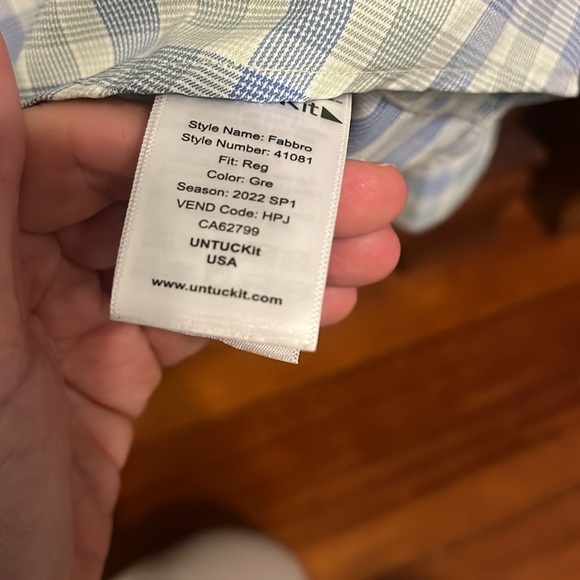 Kit
Style Name: Fabbro
Style Number: 41081
Fit: Reg
Color: Gre
Season: 2022 SP1
VEND Code: HPJ
CA62799
UNTUCKit
USA
www.untuckit.com